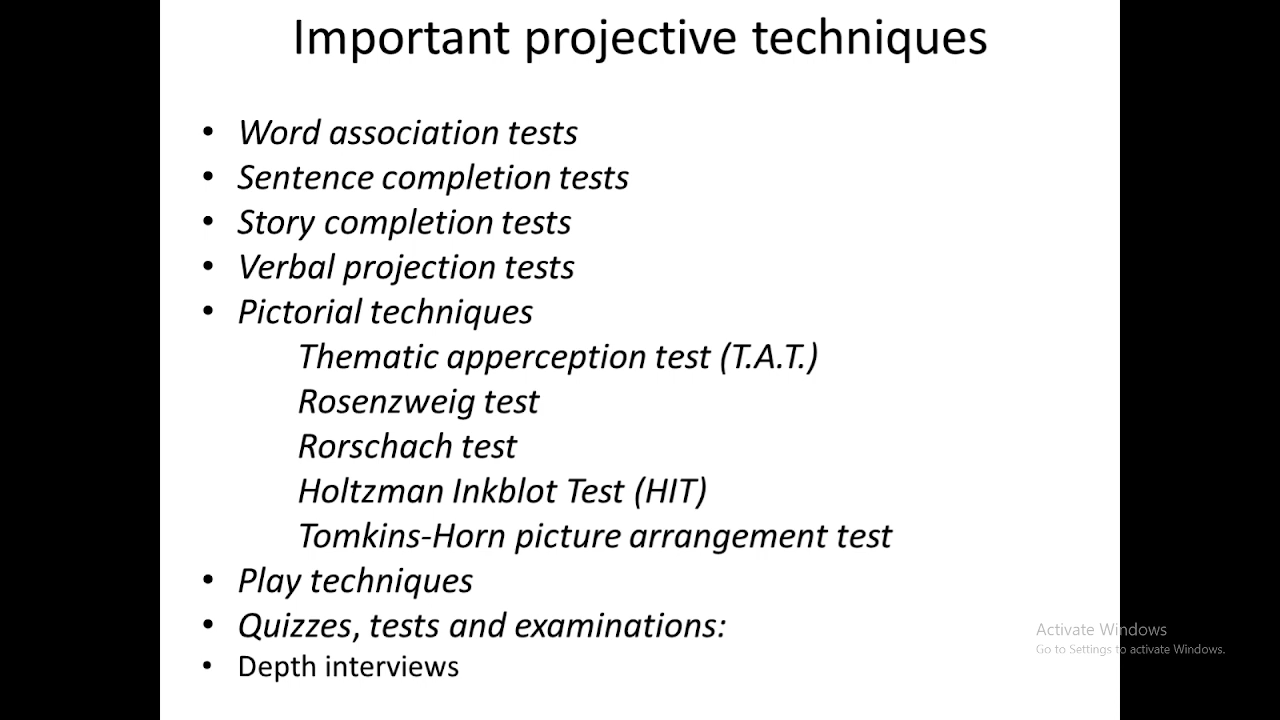 Important projective techniques
• Word association tests
• Sentence completion tests
• Story completion tests
• Verbal projection tests
• Pictorial techniques
Thematic apperception test (T.A.T.)
Rosenzweig test
Rorschach test
Holtzman Inkblot Test (HIT)
Tomkins-Horn picture arrangement test
• Play techniques
• Quizzes, tests and examinations:
• Depth interviews
Activate Windows
Go to Settings to activate Windows.